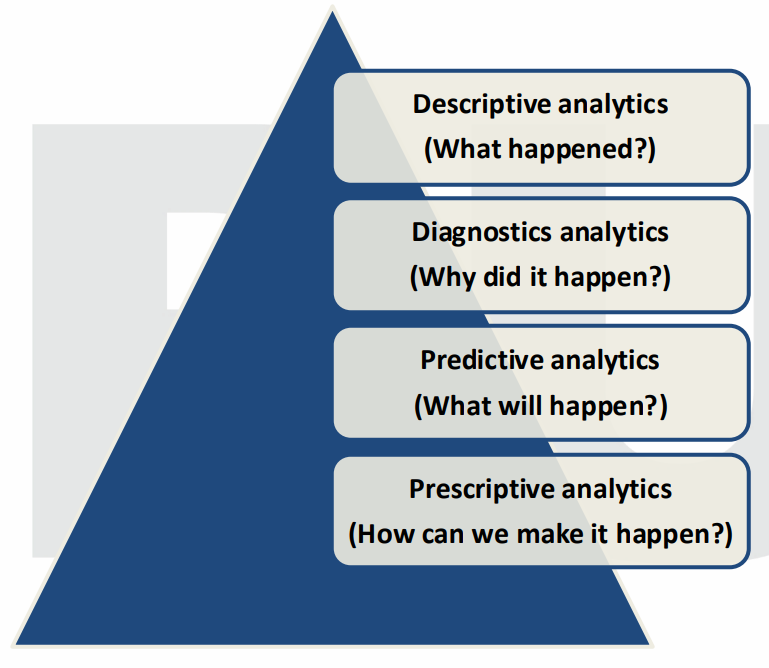 Descriptive analytics
(What happened?)
Diagnostics analytics
(Why did it happen?)
Predictive analytics
(What will happen?)
Prescriptive analytics
(How can we make it happen?)